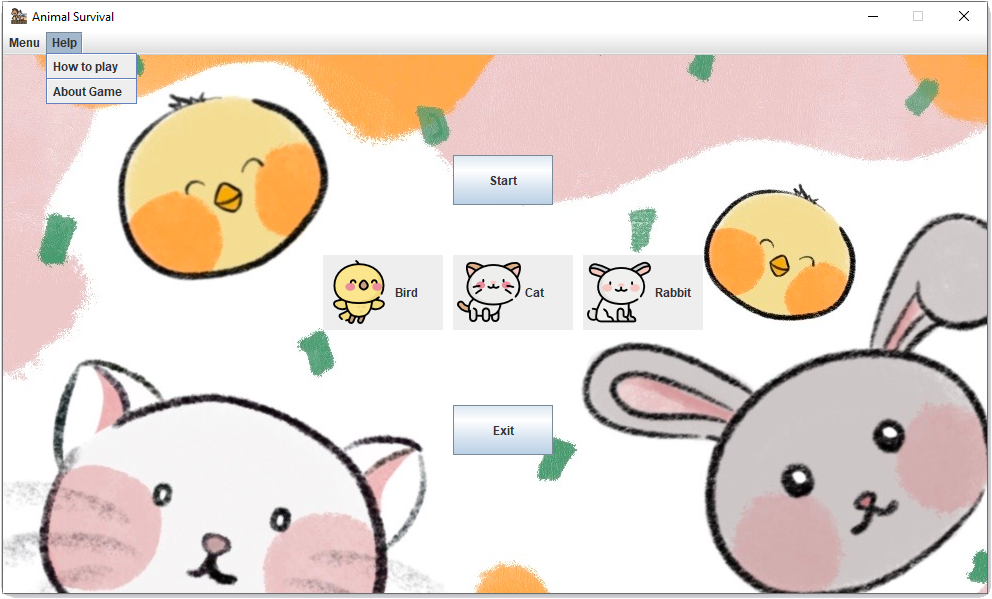 Animal Survival
Menu Help
How to play
About Game
Start
Bird Cat Rabbit
Exit